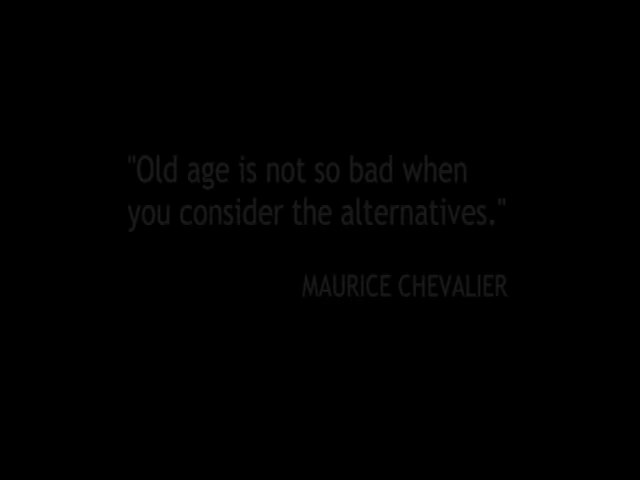 "Old age is not so bad when
you consider the alternatives."
MAURICE CHEVALIER